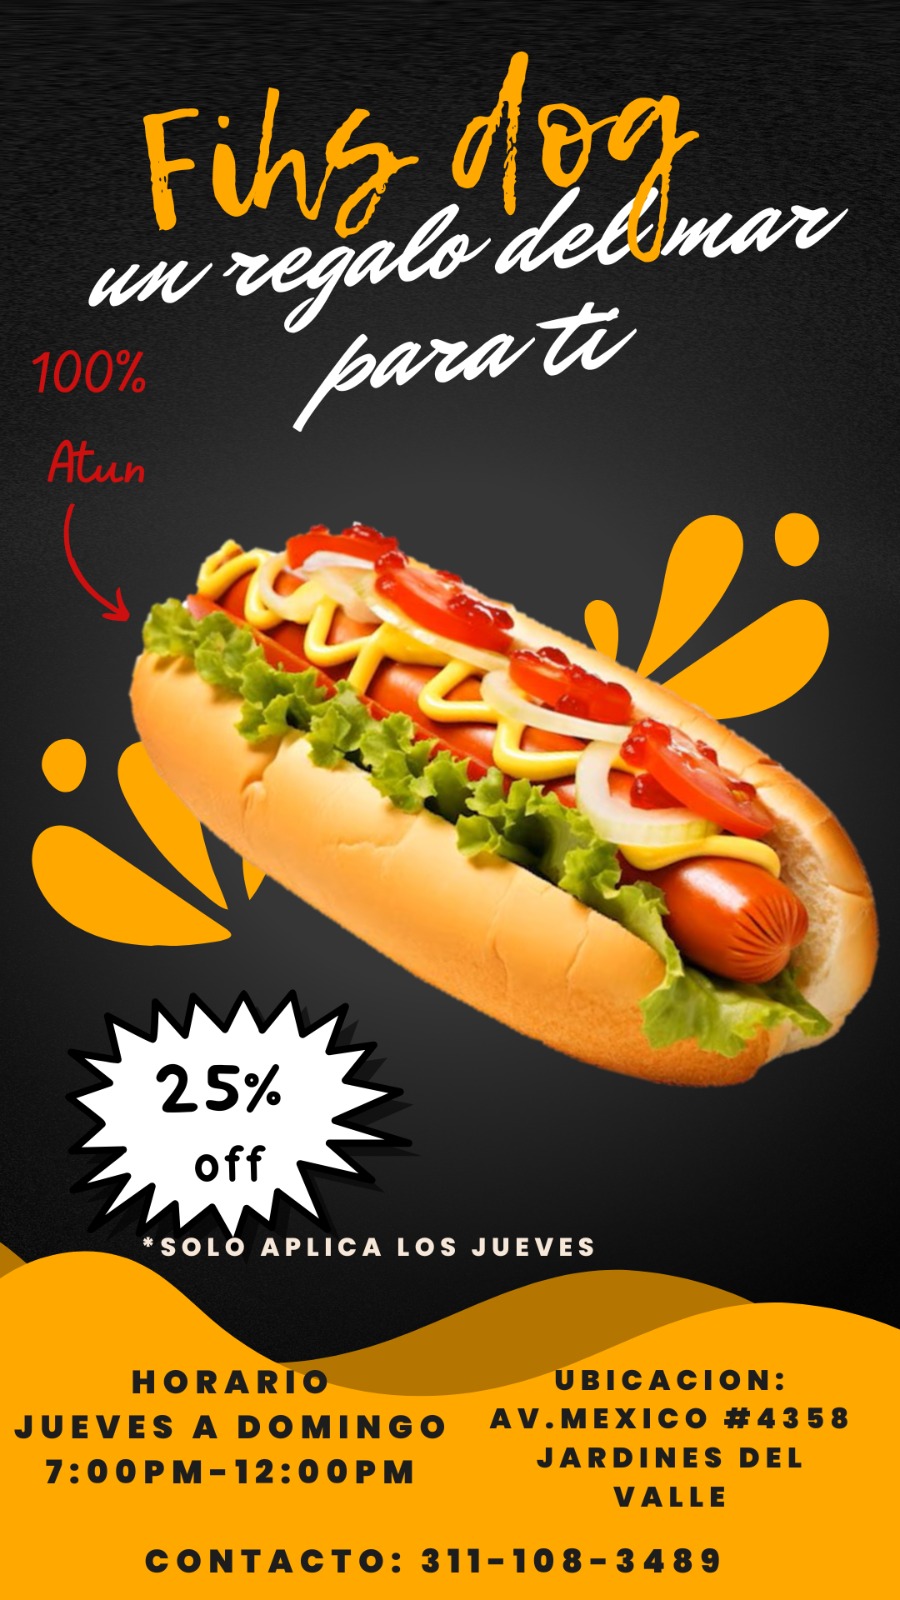 Fihs dog
un regalo del mar
para ti
100%
Atun
25%
off
*SOLO APLICA LOS JUEVES
HORARIO
JUEVES A DOMINGO
7:00PM-12:00PM
UBICACION:
AV.MEXICO #4358
JARDINES DEL
VALLE
CONTACTO: 311-108-3489